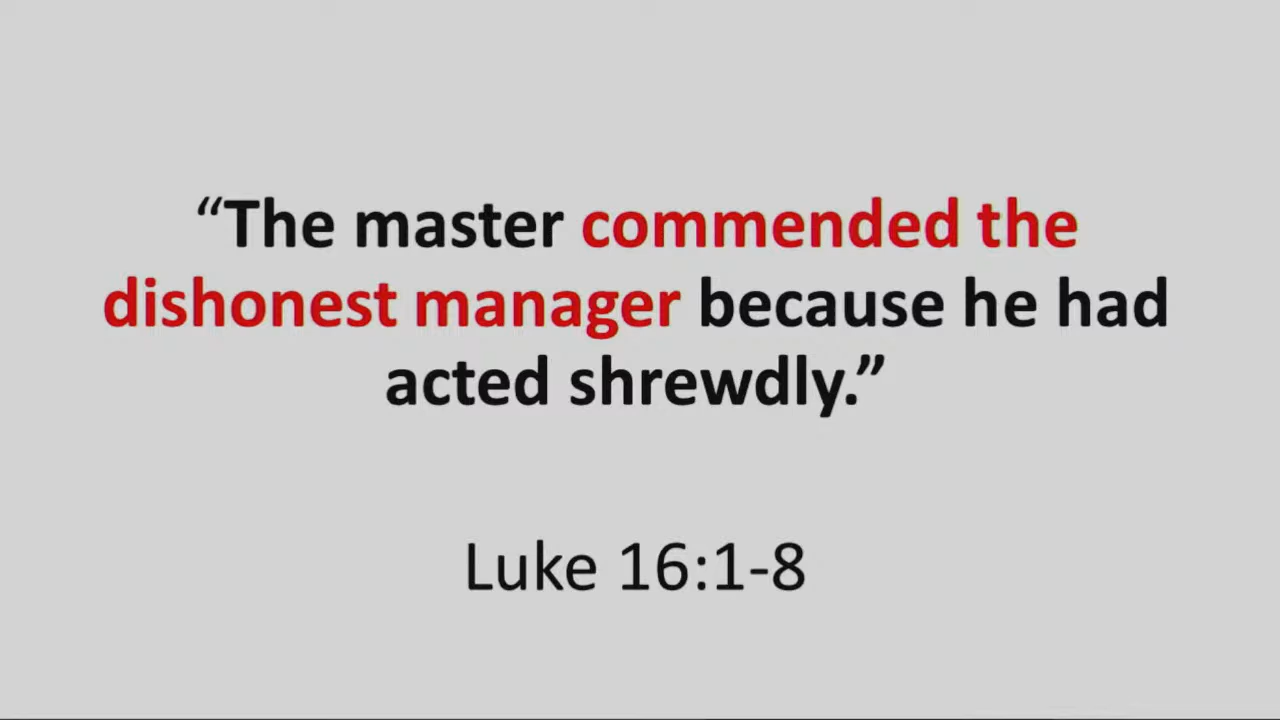 “The master commended the
dishonest manager because he had
acted shrewdly.”
Luke 16:1-8